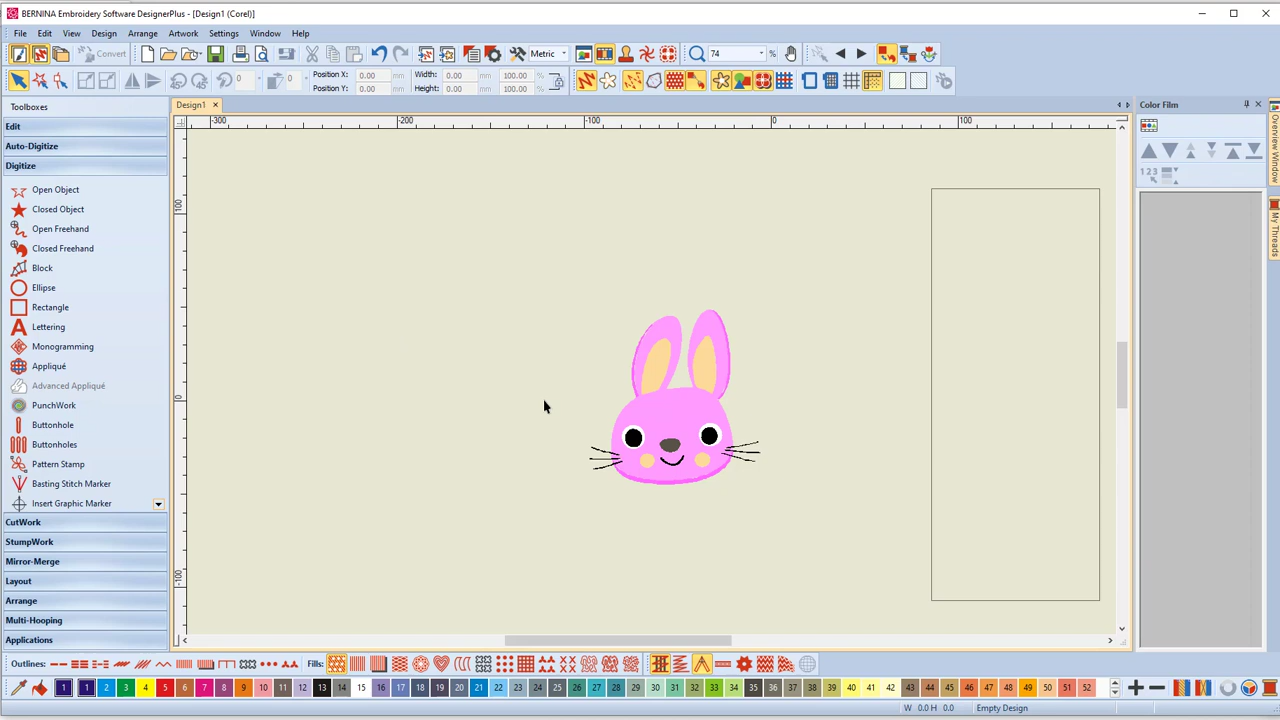 BERNINA Embroidery Software DesignerPlus - [Design1 (Corel)]
File Edit View Design Arrange Artwork Settings Window Help
Convert Metric 74
0 0 Position X: 0.00 mm Width: 0.00 mm 100.00 %
Position Y: 0.00 mm Height: 0.00 mm 100.00 %
Toolboxes
Edit
Auto-Digitize
Digitize
Open Object
Closed Object
Open Freehand
Closed Freehand
Block
Ellipse
Rectangle
Lettering
Monogramming
Appliqué
Advanced Appliqué
PunchWork
Buttonhole
Buttonholes
Pattern Stamp
Basting Stitch Marker
Insert Graphic Marker
CutWork
StumpWork
Mirror-Merge
Layout
Arrange
Multi-Hooping
Applications
Design1
-300 -200 -100 0 100
100
0
-100
Color Film
1 2 3
Overview Window
My Threads
Outlines: Fills:
1 1 2 3 4 5 6 7 8 9 10 11 12 13 14 15 16 17 18 19 20 21 22 23 24 25 26 27 28 29 30 31 32 33 34 35 36 37 38 39 40 41 42 43 44 45 46 47 48 49 50 51 52
W 0.0 H 0.0 Empty Design